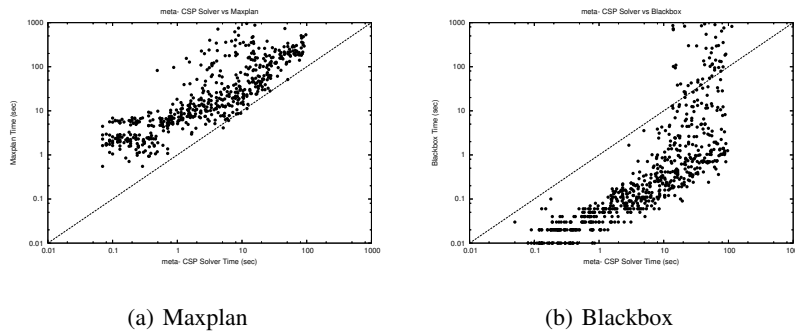 meta- CSP Solver vs Maxplan
1000
100
10
1
0.1
0.01
Maxplan Time (sec)
0.01 0.1 1 10 100 1000
meta- CSP Solver Time (sec)
(a) Maxplan
meta- CSP Solver vs Blackbox
1000
100
10
1
0.1
0.01
Blackbox Time (sec)
0.01 0.1 1 10 100 1000
meta- CSP Solver Time (sec)
(b) Blackbox